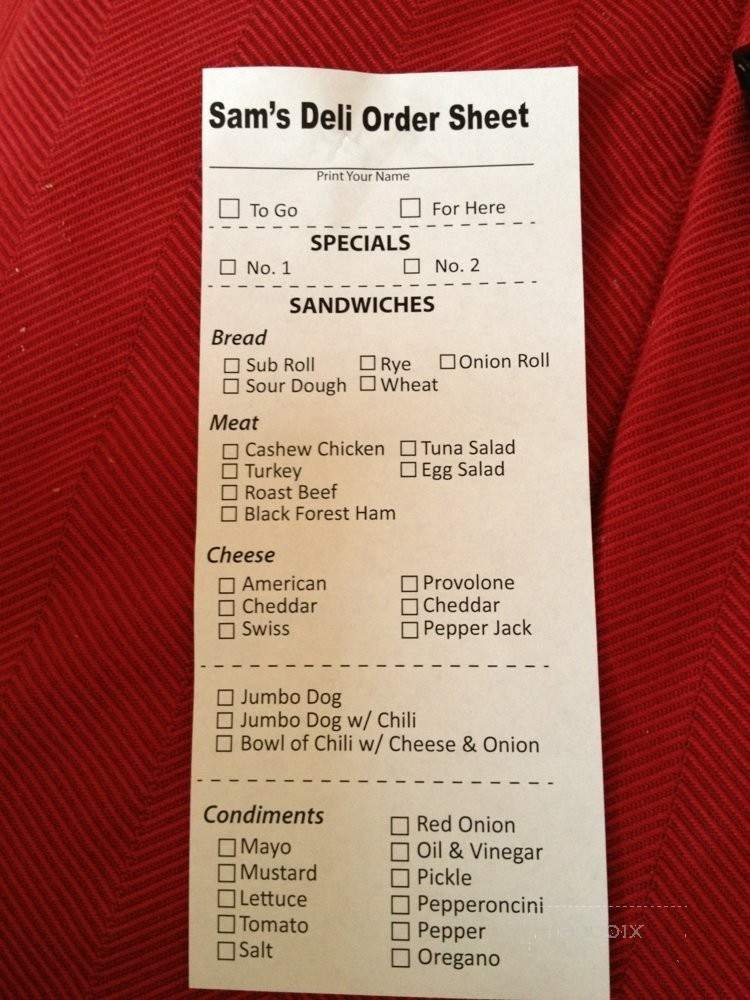 Sam's Deli Order Sheet
Print Your Name
To Go For Here
SPECIALS
No. 1 No. 2
SANDWICHES
Bread
Sub Roll Rye Onion Roll
Sour Dough Wheat
Meat
Cashew Chicken Tuna Salad
Turkey Egg Salad
Roast Beef
Black Forest Ham
Cheese
American Provolone
Cheddar Cheddar
Swiss Pepper Jack
Jumbo Dog
Jumbo Dog w/ Chili
Bowl of Chili w/ Cheese & Onion
Condiments
Mayo
Mustard
Lettuce
Tomato
Salt
Red Onion
Oil & Vinegar
Pickle
Pepperoncini
Pepper
Oregano